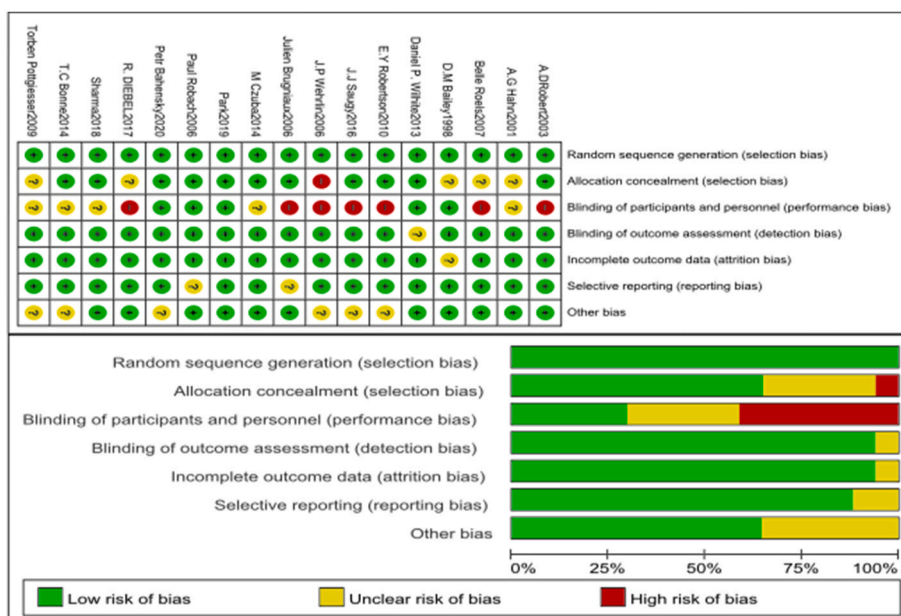 Torben Pottgiesser2009
T.C Bonne2014
Sharma2018
R. DIEBEL2017
Petr Bahensky2020
Paul Robach2006
Park2019
M Czuba2014
Julien Brugniaux2006
J.P Wehrlin2006
J.J Saugy2016
E.Y Robertson2010
Daniel P. Wilhite2013
D.M Bailey1998
Belle Roels2007
A.G Hahn2001
A.DRobert2003
+ + + + + + + + + + + + + + + + + Random sequence generation (selection bias)
? + + ? + + + + + - + + + ? ? ? + Allocation concealment (selection bias)
? ? ? - + + + ? - - - - + + - ? - Blinding of participants and personnel (performance bias)
+ + + + + + + + + + + + ? + + + + Blinding of outcome assessment (detection bias)
+ + + + + + + + + + + + + ? + + + Incomplete outcome data (attrition bias)
+ + + + + ? + + ? + + + + + + + + Selective reporting (reporting bias)
? ? + + ? + + + + ? ? ? + + + + + Other bias
Random sequence generation (selection bias)
Allocation concealment (selection bias)
Blinding of participants and personnel (performance bias)
Blinding of outcome assessment (detection bias)
Incomplete outcome data (attrition bias)
Selective reporting (reporting bias)
Other bias
0% 25% 50% 75% 100%
Low risk of bias Unclear risk of bias High risk of bias